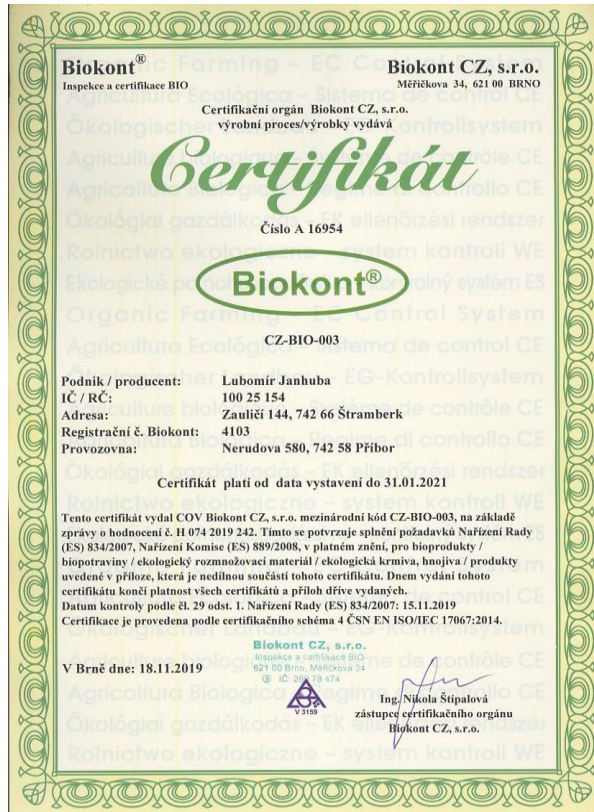 Biokont®
Inspekce a certifikace BIO
Biokont CZ, s.r.o.
Měřičkova 34, 621 00 BRNO
Certifikační orgán Biokont CZ, s.r.o.
výrobní proces/výrobky vydává
Certifikát
Číslo A 16954
Biokont®
CZ-BIO-003
Podnik / producent: Lubomír Janhuba
IČ / RČ: 100 25 154
Adresa: Zauličí 144, 742 66 Štramberk
Registrační č. Biokont: 4103
Provozovna: Nerudova 580, 742 58 Příbor
Certifikát platí od data vystavení do 31.01.2021
Tento certifikát vydal COV Biokont CZ, s.r.o. mezinárodní kód CZ-BIO-003, na základě
zprávy o hodnocení č. H 074 2019 242. Tímto se potvrzuje splnění požadavků Nařízení Rady
(ES) 834/2007, Nařízení Komise (ES) 889/2008, v platném znění, pro bioprodukty /
biopotraviny / ekologický rozmnožovací materiál / ekologická krmiva, hnojiva / produkty
uvedené v příloze, která je nedílnou součástí tohoto certifikátu. Dnem vydání tohoto
certifikátu končí platnost všech certifikátů a příloh dříve vydaných.
Datum kontroly podle čl. 29 odst. 1. Nařízení Rady (ES) 834/2007: 15.11.2019
Certifikace je provedena podle certifikačního schéma 4 ČSN EN ISO/IEC 17067:2014.
Biokont CZ, s.r.o.
Inspekce a certifikace BIO
621 00 Brno, Měřičkova 34
V Brně dne: 18.11.2019
V 3159
Ing. Nikola Štípalová
zástupce certifikačního orgánu
Biokont CZ, s.r.o.